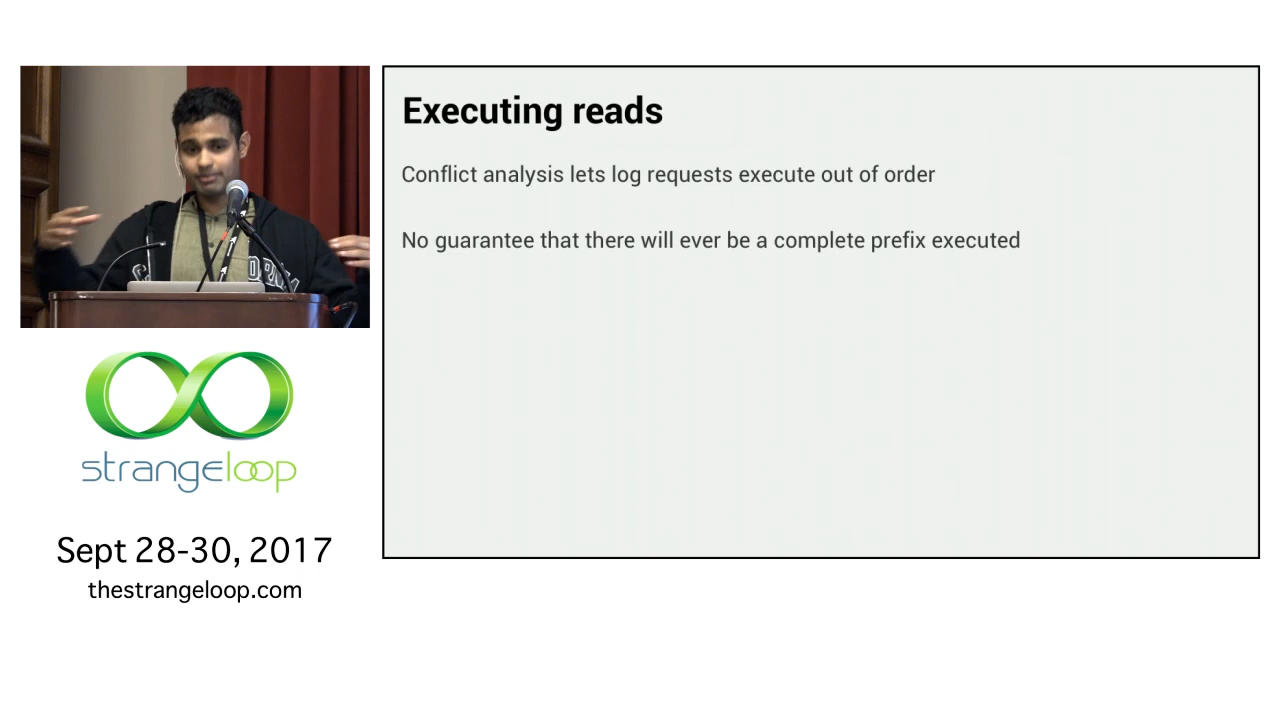 Executing reads
Conflict analysis lets log requests execute out of order
No guarantee that there will ever be a complete prefix executed
strangeloop
Sept 28-30, 2017
thestrangeloop.com